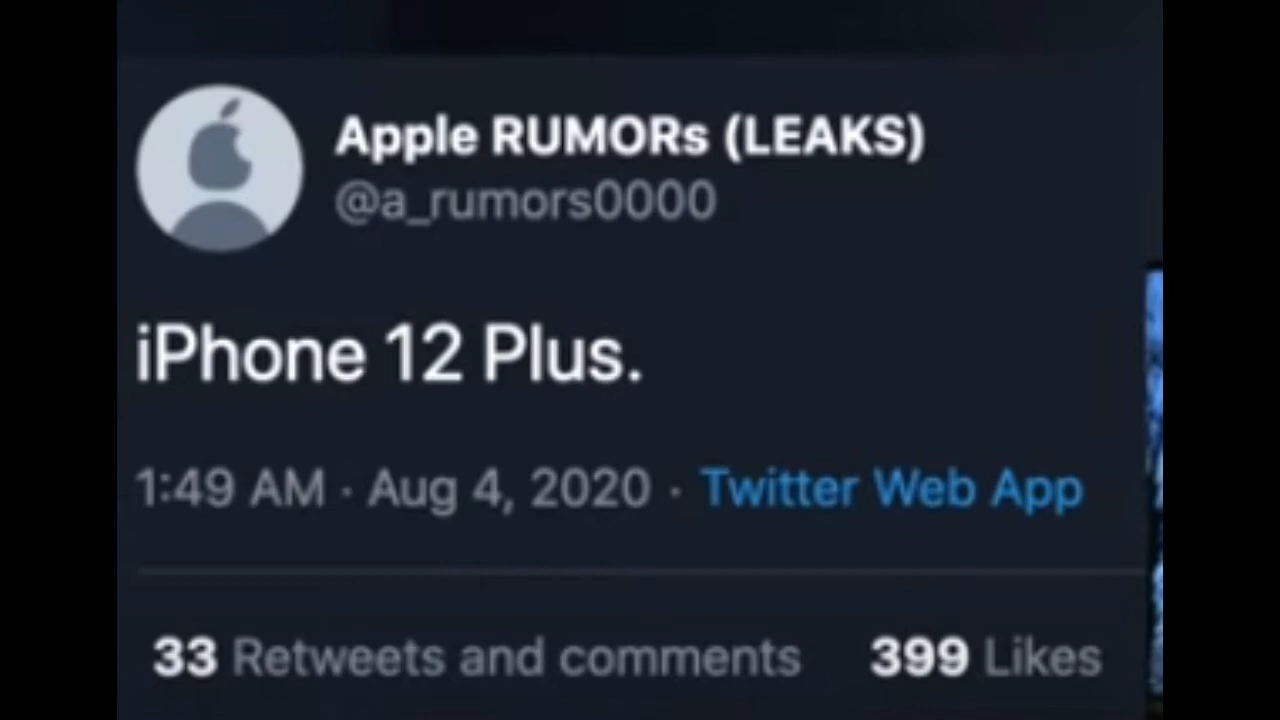 Apple RUMORs (LEAKS)
@a_rumors0000
iPhone 12 Plus.
1:49 AM · Aug 4, 2020 · Twitter Web App
33 Retweets and comments 399 Likes